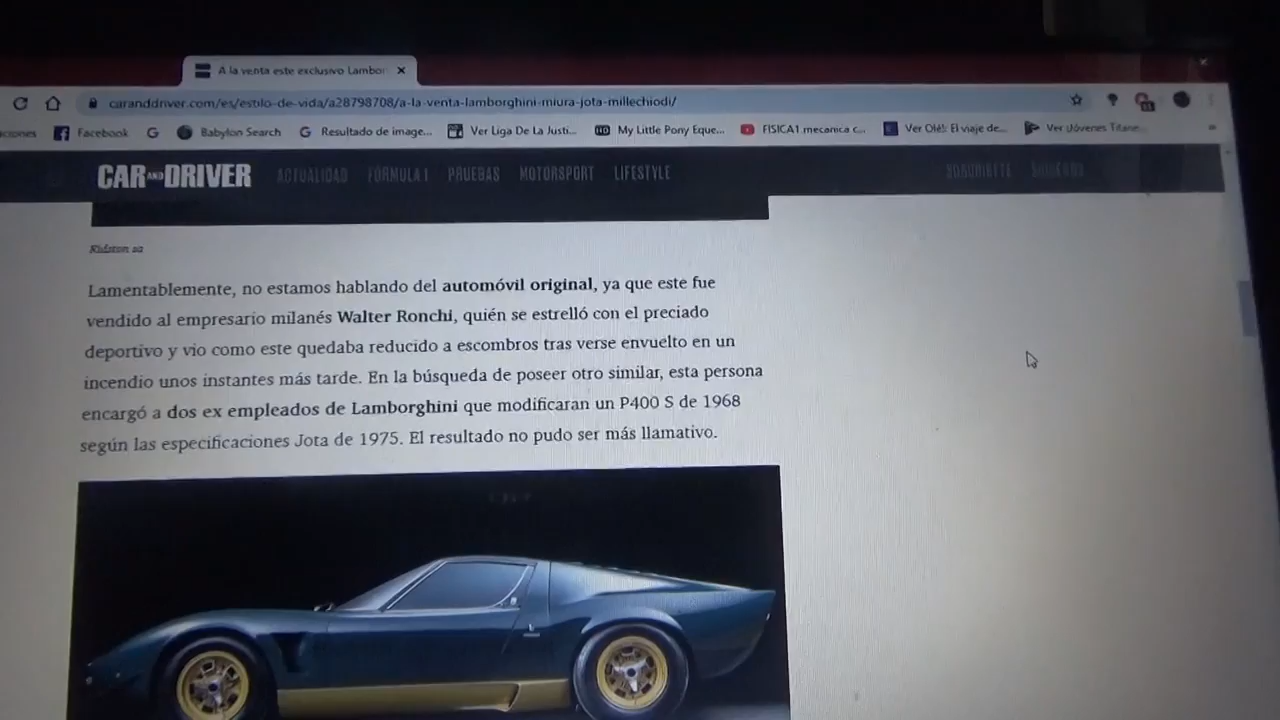 A la venta este exclusivo Lambor
caranddriver.com/es/estilo-de-vida/a28798708/a-la-venta-lamborghini-miura-jota-millechiodi/
Facebook Babylon Search Resultado de image... Ver Liga De La Justi... My Little Pony Eque... FISICA1 mecanica c... Ver Olé!: El viaje de... Ver ¡Jóvenes Titane...
CAR AND DRIVER ACTUALIDAD FÓRMULA 1 PRUEBAS MOTORSPORT LIFESTYLE
Lamentablemente, no estamos hablando del automóvil original, ya que este fue
vendido al empresario milanés Walter Ronchi, quién se estrelló con el preciado
deportivo y vio como este quedaba reducido a escombros tras verse envuelto en un
incendio unos instantes más tarde. En la búsqueda de poseer otro similar, esta persona
encargó a dos ex empleados de Lamborghini que modificaran un P400 S de 1968
según las especificaciones Jota de 1975. El resultado no pudo ser más llamativo.